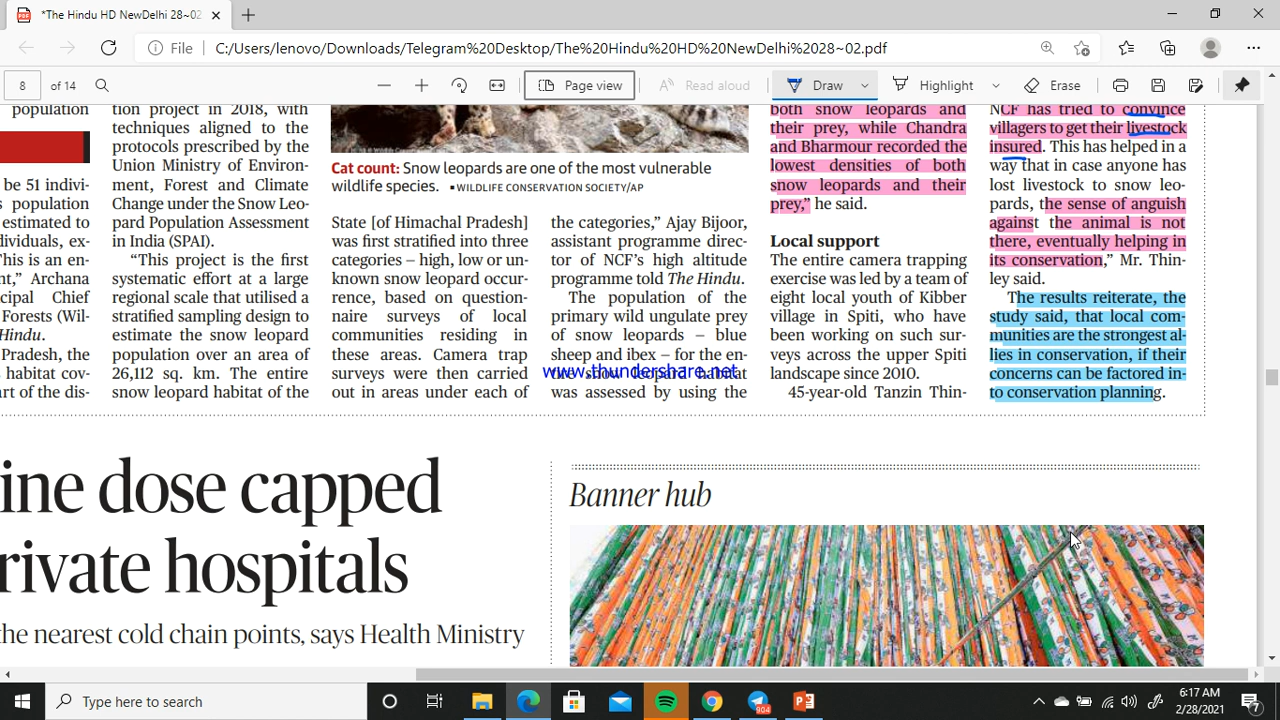 *The Hindu HD NewDelhi 28~02
File
C:/Users/lenovo/Downloads/Telegram%20Desktop/The%20Hindu%20HD%20NewDelhi%2028~02.pdf
8 of 14
Page view
Read aloud
Draw
Highlight
Erase
population
be 51 indivi-
population
estimated to
dividuals, ex-
This is an en-
nt," Archana
cipal Chief
Forests (Wil-
Hindu.
Pradesh, the
habitat cov-
rt of the dis-
tion project in 2018, with
techniques aligned to the
protocols prescribed by the
Union Ministry of Environ-
ment, Forest and Climate
Change under the Snow Leo-
pard Population Assessment
in India (SPAI).
"This project is the first
systematic effort at a large
regional scale that utilised a
stratified sampling design to
estimate the snow leopard
population over an area of
26,112 sq. km. The entire
snow leopard habitat of the
Cat count: Snow leopards are one of the most vulnerable
wildlife species. ■ WILDLIFE CONSERVATION SOCIETY/AP
State [of Himachal Pradesh]
was first stratified into three
categories – high, low or un-
known snow leopard occur-
rence, based on question-
naire surveys of local
communities residing in
these areas. Camera trap
surveys were then carried
out in areas under each of
the categories," Ajay Bijoor,
assistant programme direc-
tor of NCF's high altitude
programme told The Hindu.
The population of the
primary wild ungulate prey
of snow leopards – blue
sheep and ibex – for the en-
tire snow leopard habitat
www.thundershare.net
was assessed by using the
both snow leopards and
their prey, while Chandra
and Bharmour recorded the
lowest densities of both
snow leopards and their
prey," he said.
Local support
The entire camera trapping
exercise was led by a team of
eight local youth of Kibber
village in Spiti, who have
been working on such sur-
veys across the upper Spiti
landscape since 2010.
45-year-old Tanzin Thin-
NCF has tried to convince
villagers to get their livestock
insured. This has helped in a
way that in case anyone has
lost livestock to snow leo-
pards, the sense of anguish
against the animal is not
there, eventually helping in
its conservation," Mr. Thin-
ley said.
The results reiterate, the
study said, that local com-
munities are the strongest al-
lies in conservation, if their
concerns can be factored in-
to conservation planning.
ine dose capped
rivate hospitals
the nearest cold chain points, says Health Ministry
Banner hub
Type here to search
904
6:17 AM
2/28/2021
7